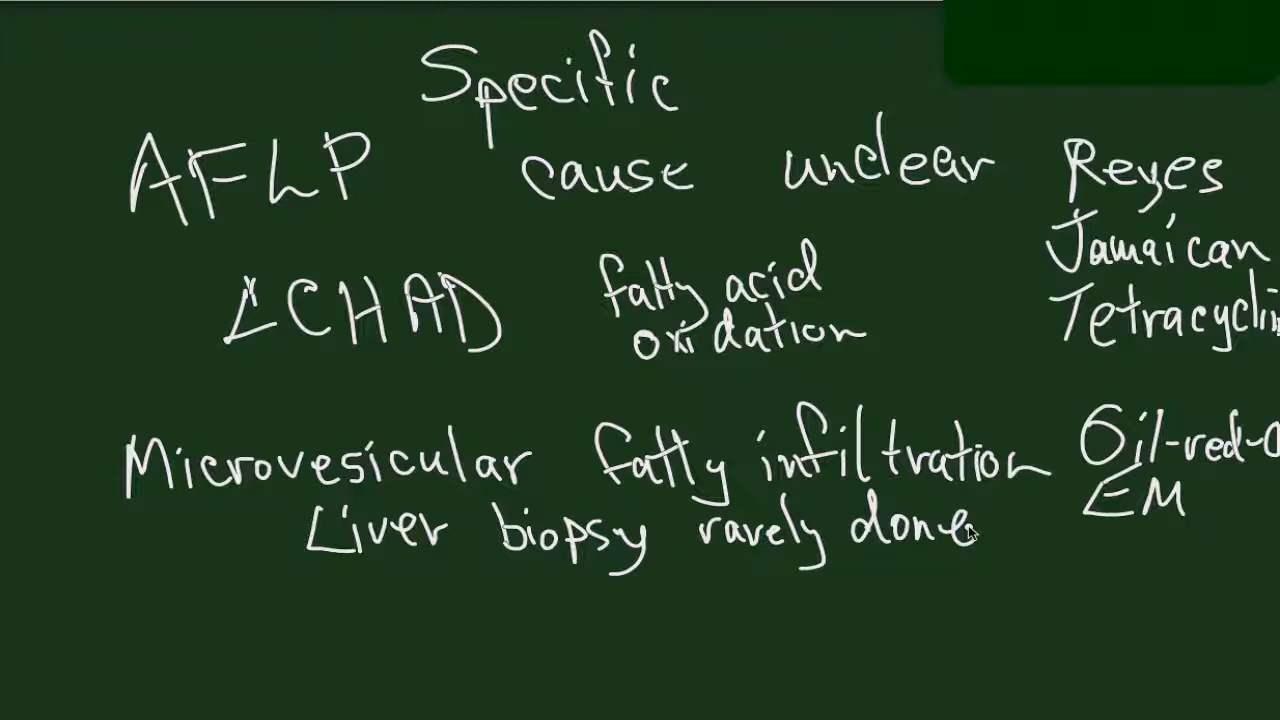 Specific
AFLP cause unclear Reyes
Jamaican
LCHAD fatty acid Tetracyclin
oxidation
Microvesicular fatty infiltration Oil-red-O
EM
Liver biopsy rarely done